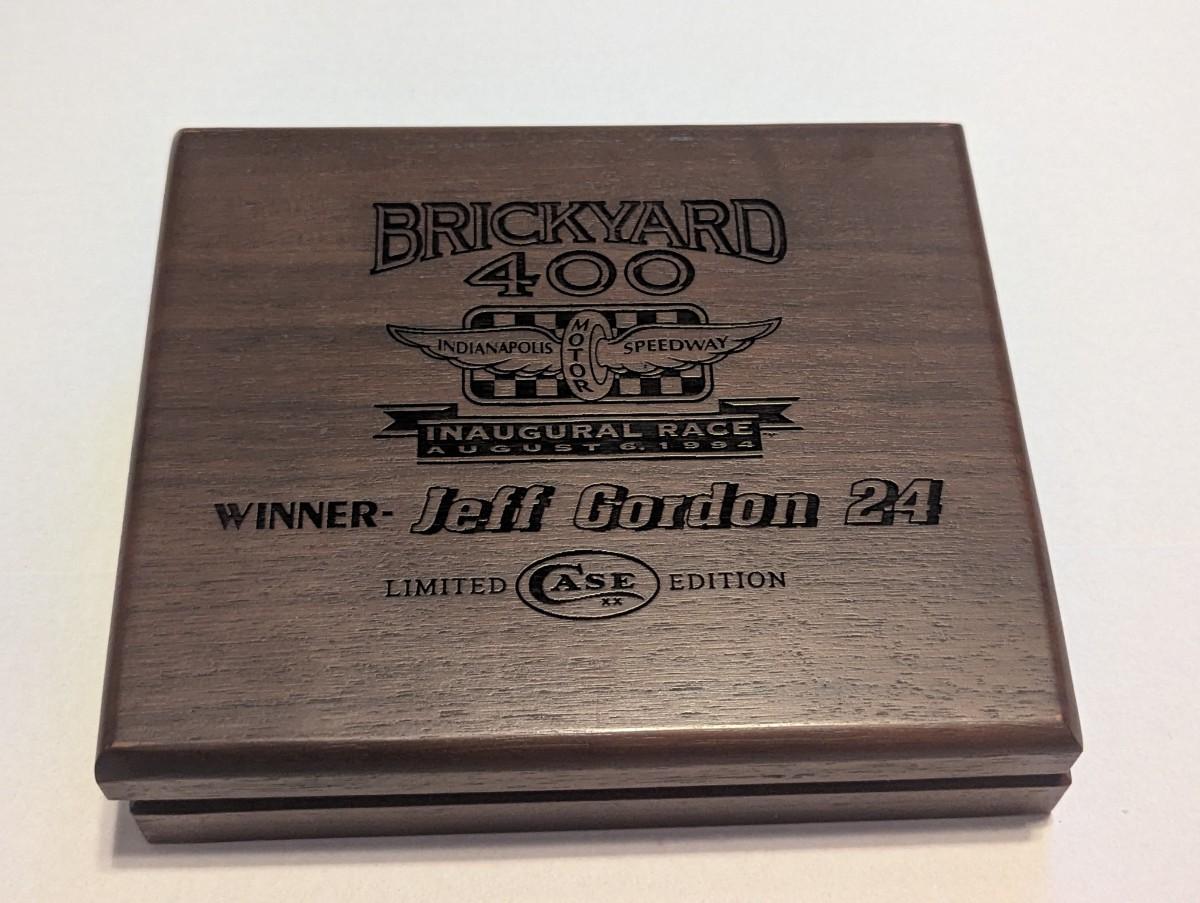 BRICKYARD
400
INDIANAPOLIS MOTOR SPEEDWAY
INAUGURAL RACE
AUGUST 6, 1994
WINNER- Jeff Gordon 24
LIMITED CASE XX EDITION